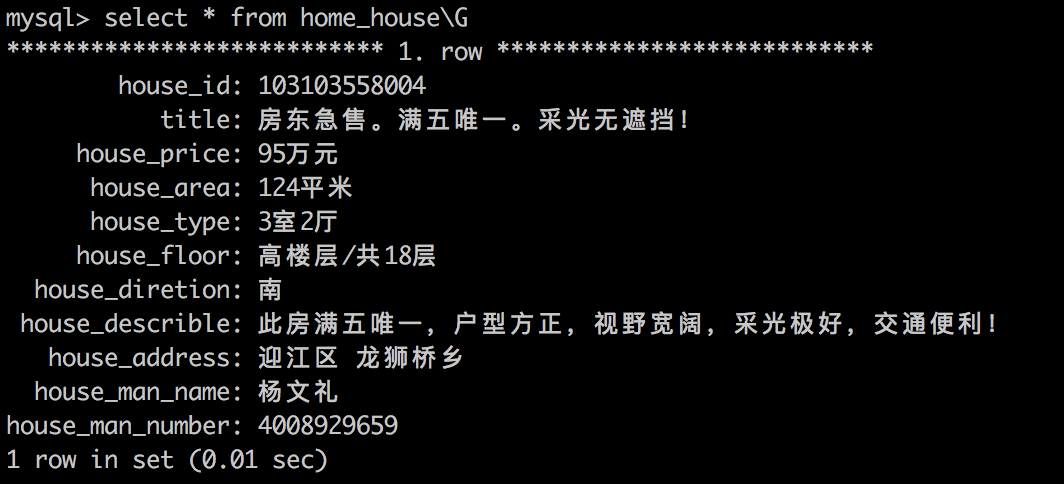 mysql> select * from home_house\G
*************************** 1. row ***************************
house_id: 103103558004
title: 房东急售。满五唯一。采光无遮挡!
house_price: 95万元
house_area: 124平米
house_type: 3室2厅
house_floor: 高楼层/共18层
house_diretion: 南
house_describle: 此房满五唯一，户型方正，视野宽阔，采光极好，交通便利!
house_address: 迎江区 龙狮桥乡
house_man_name: 杨文礼
house_man_number: 4008929659
1 row in set (0.01 sec)